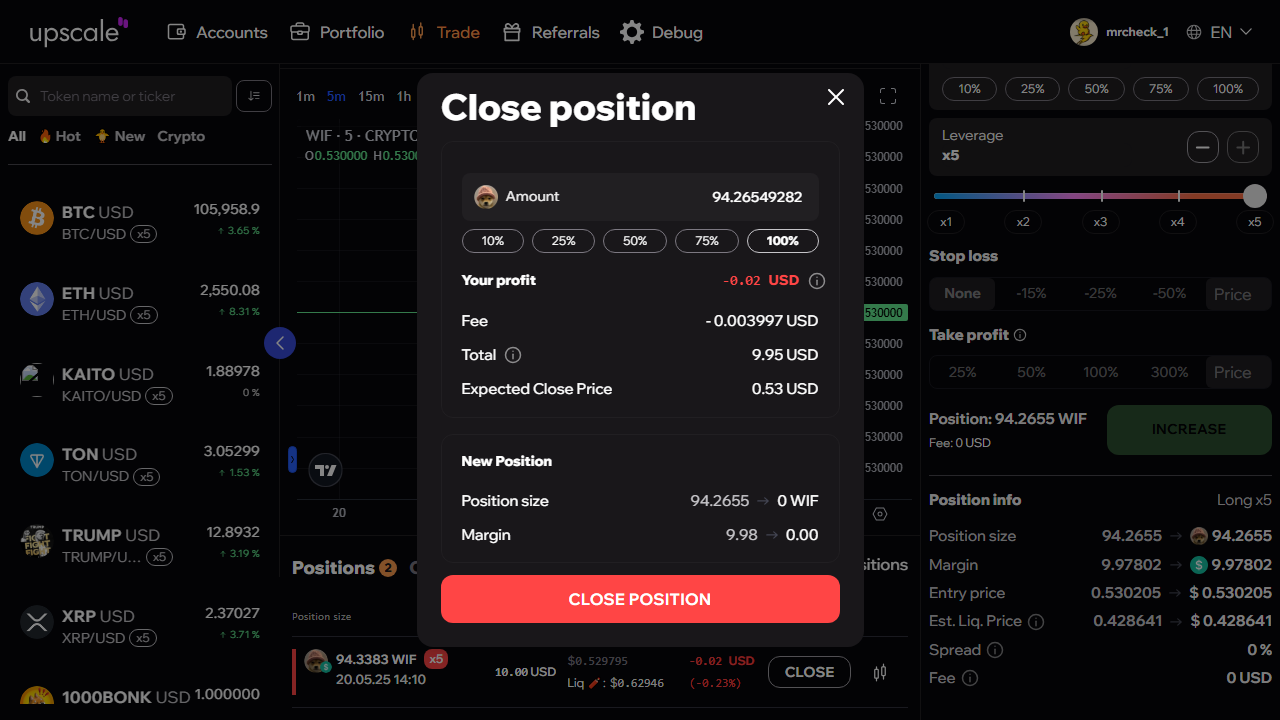 upscale
Accounts
Portfolio
Trade
Referrals
Debug
mrcheck_1
EN
Token name or ticker
All
Hot
New
Crypto
BTC USD
105,958.9
BTC/USD x5
↑ 3.65 %
ETH USD
2,550.08
ETH/USD x5
↑ 8.31 %
KAITO USD
1.88978
KAITO/USD x5
0 %
TON USD
3.05299
TON/USD x5
↑ 1.53 %
TRUMP USD
12.8932
TRUMP/U... x5
↑ 3.19 %
XRP USD
2.37027
XRP/USD x5
↑ 3.71 %
1000BONK USD
1.000000
1m 5m 15m 1h
WIF · 5 · CRYPTO
O0.530000 H0.530
530000
530000
530000
530000
530000
530000
530000
530000
530000
530000
530000
530000
20
Positions 2
sitions
Position size
94.3383 WIF x5
20.05.25 14:10
10.00 USD
$0.529795
Liq : $0.62946
-0.02 USD
(-0.23%)
CLOSE
Close position
Amount
94.26549282
10%
25%
50%
75%
100%
Your profit
-0.02 USD
Fee
-0.003997 USD
Total
9.95 USD
Expected Close Price
0.53 USD
New Position
Position size
94.2655 → 0 WIF
Margin
9.98 → 0.00
CLOSE POSITION
10%
25%
50%
75%
100%
Leverage
x5
x1
x2
x3
x4
x5
Stop loss
None
-15%
-25%
-50%
Price
Take profit
25%
50%
100%
300%
Price
Position: 94.2655 WIF
Fee: 0 USD
INCREASE
Position info
Long x5
Position size
94.2655 → 94.2655
Margin
9.97802 → 9.97802
Entry price
0.530205 → $ 0.530205
Est. Liq. Price
0.428641 → $ 0.428641
Spread
0 %
Fee
0 USD